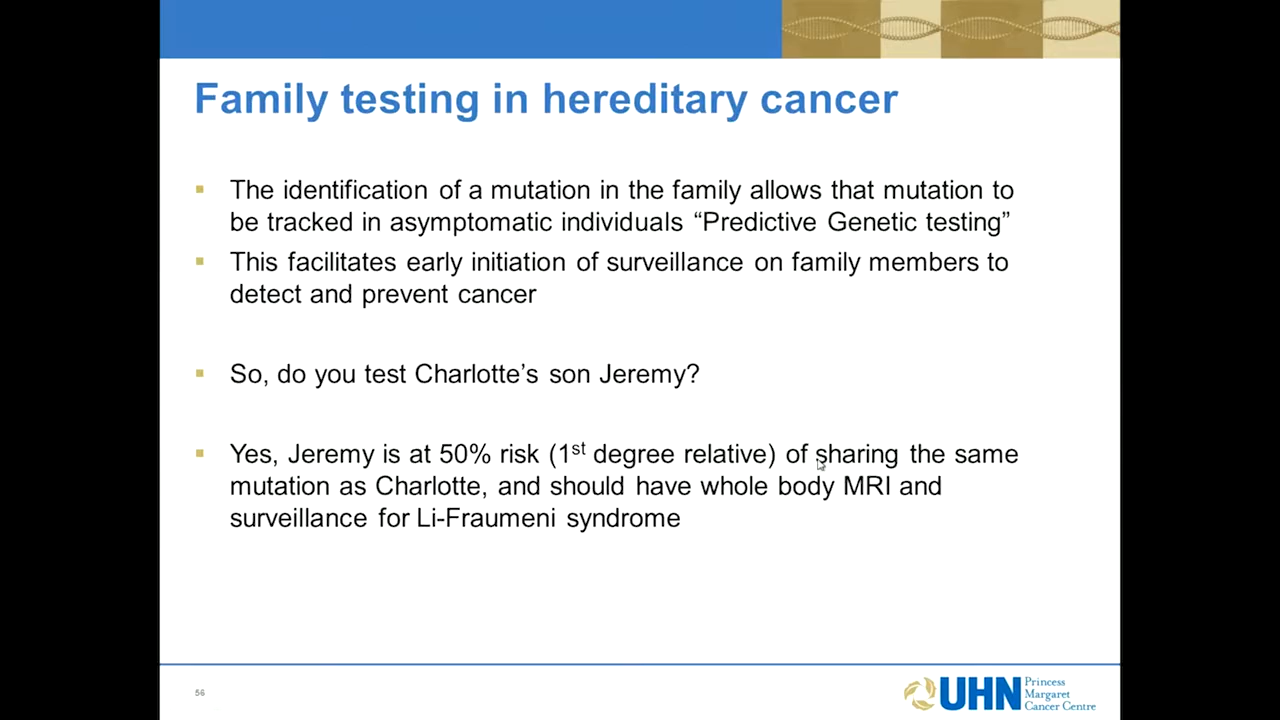 Family testing in hereditary cancer
▪ The identification of a mutation in the family allows that mutation to
be tracked in asymptomatic individuals “Predictive Genetic testing”
▪ This facilitates early initiation of surveillance on family members to
detect and prevent cancer
▪ So, do you test Charlotte’s son Jeremy?
▪ Yes, Jeremy is at 50% risk (1st degree relative) of sharing the same
mutation as Charlotte, and should have whole body MRI and
surveillance for Li-Fraumeni syndrome
56
UHN
Princess
Margaret
Cancer Centre